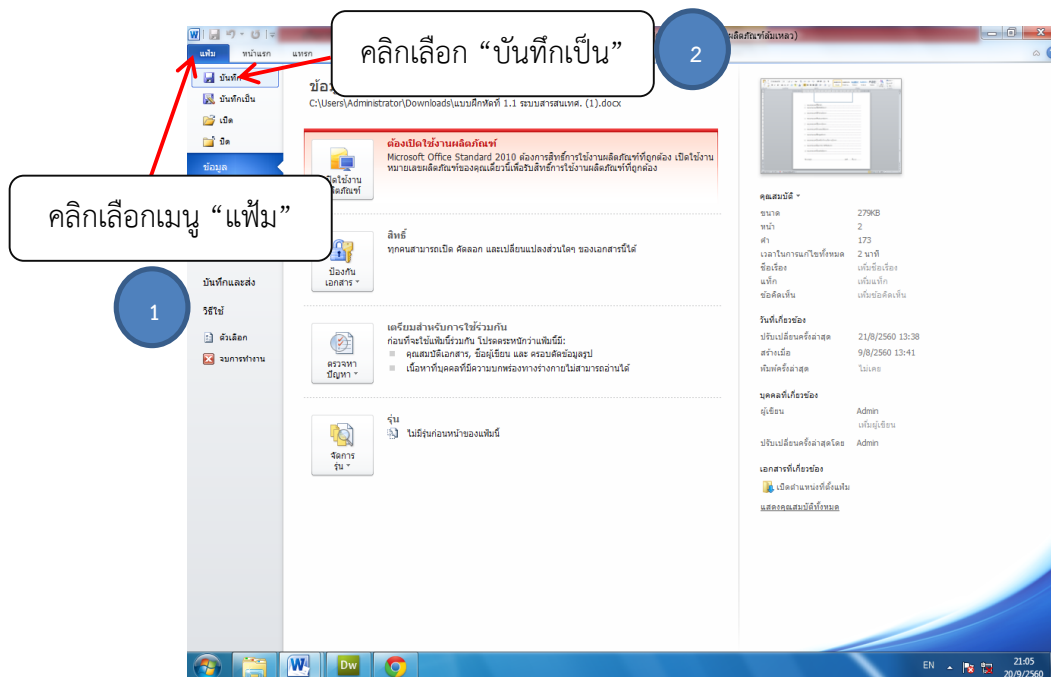 คลิกเลือก “บันทึกเป็น”
2
ผลิตภัณฑ์ล้มเหลว)
แฟ้ม
หน้าแรก
แทรก
บันทึก
บันทึกเป็น
เปิด
ปิด
ข้อมูล
คลิกเลือกเมนู “แฟ้ม”
1
บันทึกและส่ง
วิธีใช้
ตัวเลือก
จบการทำงาน
C:\Users\Administrator\Downloads\แบบฝึกหัดที่ 1.1 ระบบสารสนเทศ. (1).docx
ต้องเปิดใช้งานผลิตภัณฑ์
Microsoft Office Standard 2010 ต้องการสิทธิ์การใช้งานผลิตภัณฑ์ที่ถูกต้อง เปิดใช้งาน
หมายเลขผลิตภัณฑ์ของคุณเดี๋ยวนี้เพื่อรับสิทธิ์การใช้งานผลิตภัณฑ์ที่ถูกต้อง
สิทธิ์
ทุกคนสามารถเปิด คัดลอก และเปลี่ยนแปลงส่วนใดๆ ของเอกสารนี้ได้
ป้องกัน
เอกสาร
เตรียมสำหรับการใช้ร่วมกัน
ก่อนที่จะใช้แฟ้มนี้ร่วมกัน โปรดตระหนักว่าแฟ้มนี้มี:
คุณสมบัติเอกสาร, ชื่อผู้เขียน และ ครอบตัดข้อมูลรูป
เนื้อหาที่บุคคลที่มีความบกพร่องทางร่างกายไม่สามารถอ่านได้
ตรวจหา
ปัญหา
รุ่น
ไม่มีรุ่นก่อนหน้าของแฟ้มนี้
จัดการ
รุ่น
คุณสมบัติ
ขนาด 279KB
หน้า 2
คำ 173
เวลาในการแก้ไขทั้งหมด 2 นาที
ชื่อเรื่อง เพิ่มชื่อเรื่อง
แท็ก เพิ่มแท็ก
ข้อคิดเห็น เพิ่มข้อคิดเห็น
วันที่เกี่ยวข้อง
ปรับเปลี่ยนครั้งล่าสุด 21/8/2560 13:38
สร้างเมื่อ 9/8/2560 13:41
พิมพ์ครั้งล่าสุด ไม่เคย
บุคคลที่เกี่ยวข้อง
ผู้เขียน Admin
เพิ่มผู้เขียน
ปรับเปลี่ยนครั้งล่าสุดโดย Admin
เอกสารที่เกี่ยวข้อง
เปิดตำแหน่งที่ตั้งแฟ้ม
แสดงคุณสมบัติทั้งหมด
W
Dw
EN
21:05
20/9/2560